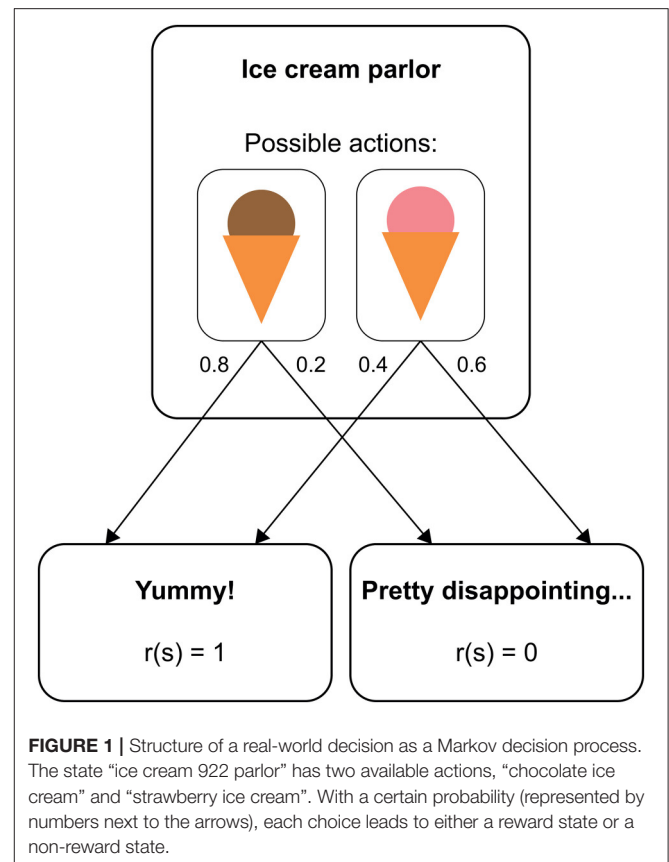 Ice cream parlor
Possible actions:
0.8 0.2 0.4 0.6
Yummy! Pretty disappointing...
r(s) = 1 r(s) = 0
FIGURE 1 | Structure of a real-world decision as a Markov decision process.
The state “ice cream 922 parlor” has two available actions, “chocolate ice
cream” and “strawberry ice cream”. With a certain probability (represented by
numbers next to the arrows), each choice leads to either a reward state or a
non-reward state.